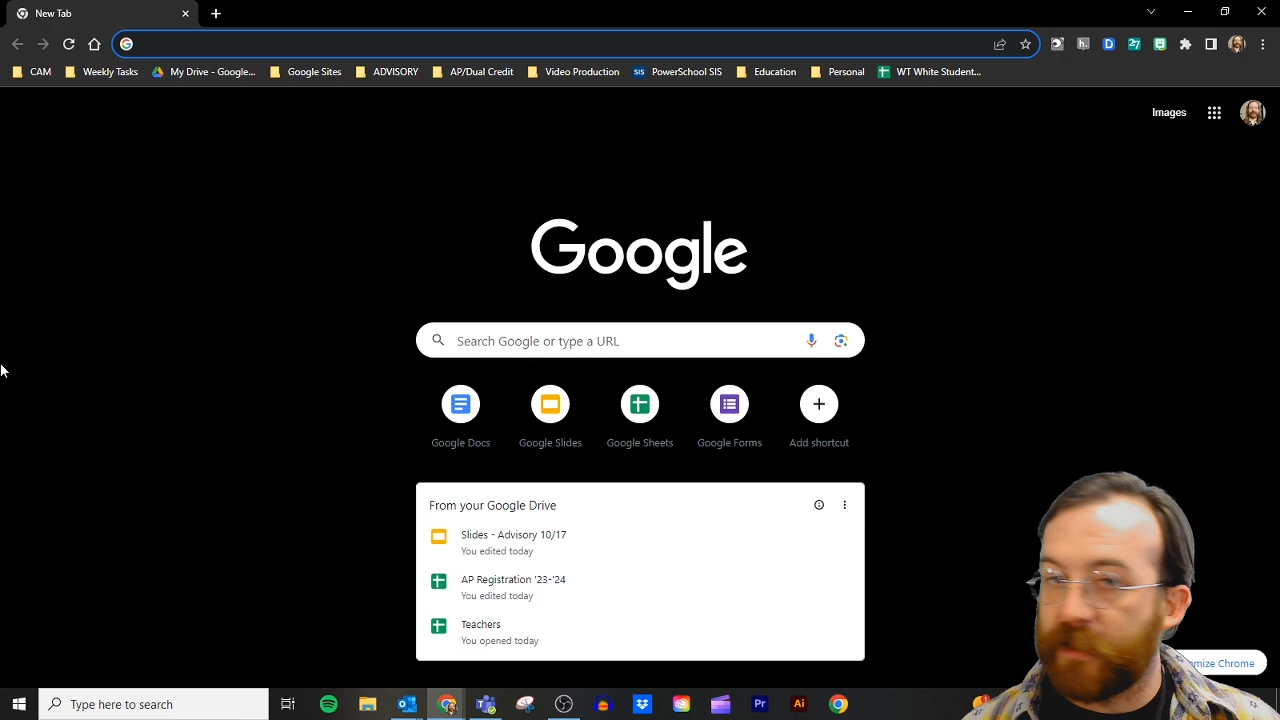 New Tab
CAM Weekly Tasks My Drive - Google... Google Sites ADVISORY AP/Dual Credit Video Production SIS PowerSchool SIS Education Personal WT White Student...
Images
Google
Search Google or type a URL
Google Docs Google Slides Google Sheets Google Forms Add shortcut
From your Google Drive
Slides - Advisory 10/17
You edited today
AP Registration '23-'24
You edited today
Teachers
You opened today
mize Chrome
Type here to search
Pr Ai